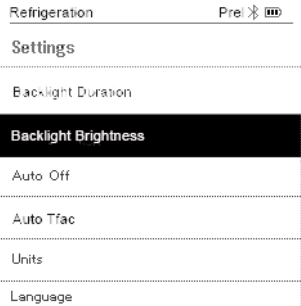 Refrigeration Prel
Settings
Backlight Duration
Backlight Brightness
Auto Off
Auto Tfac
Units
Language